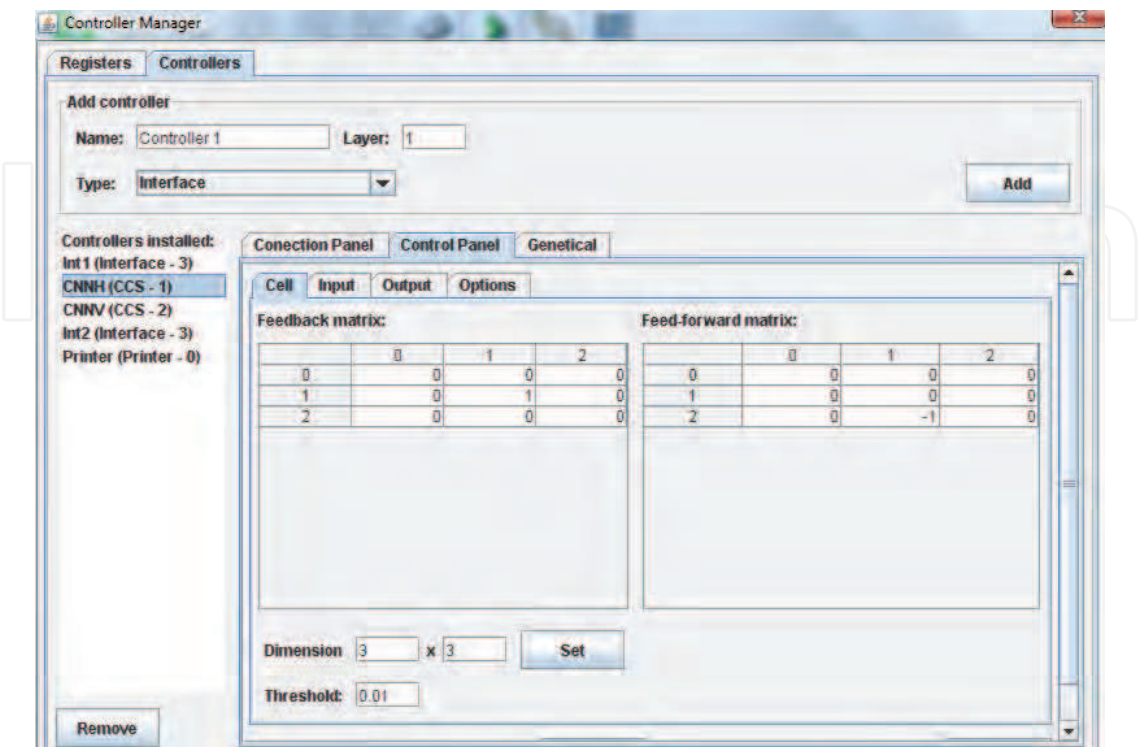 Controller Manager
Registers Controllers
Add controller
Name: Controller 1 Layer: 1
Type: Interface
Add
Controllers installed:
Int1 (Interface - 3)
CNNH (CCS - 1)
CNNV (CCS - 2)
Int2 (Interface - 3)
Printer (Printer - 0)
Remove
Conection Panel Control Panel Genetical
Cell Input Output Options
Feedback matrix:
0 1 2
0 0 0 0
1 0 1 0
2 0 0 0
Feed-forward matrix:
0 1 2
0 0 0 0
1 0 0 0
2 0 -1 0
Dimension 3 x 3 Set
Threshold: 0.01